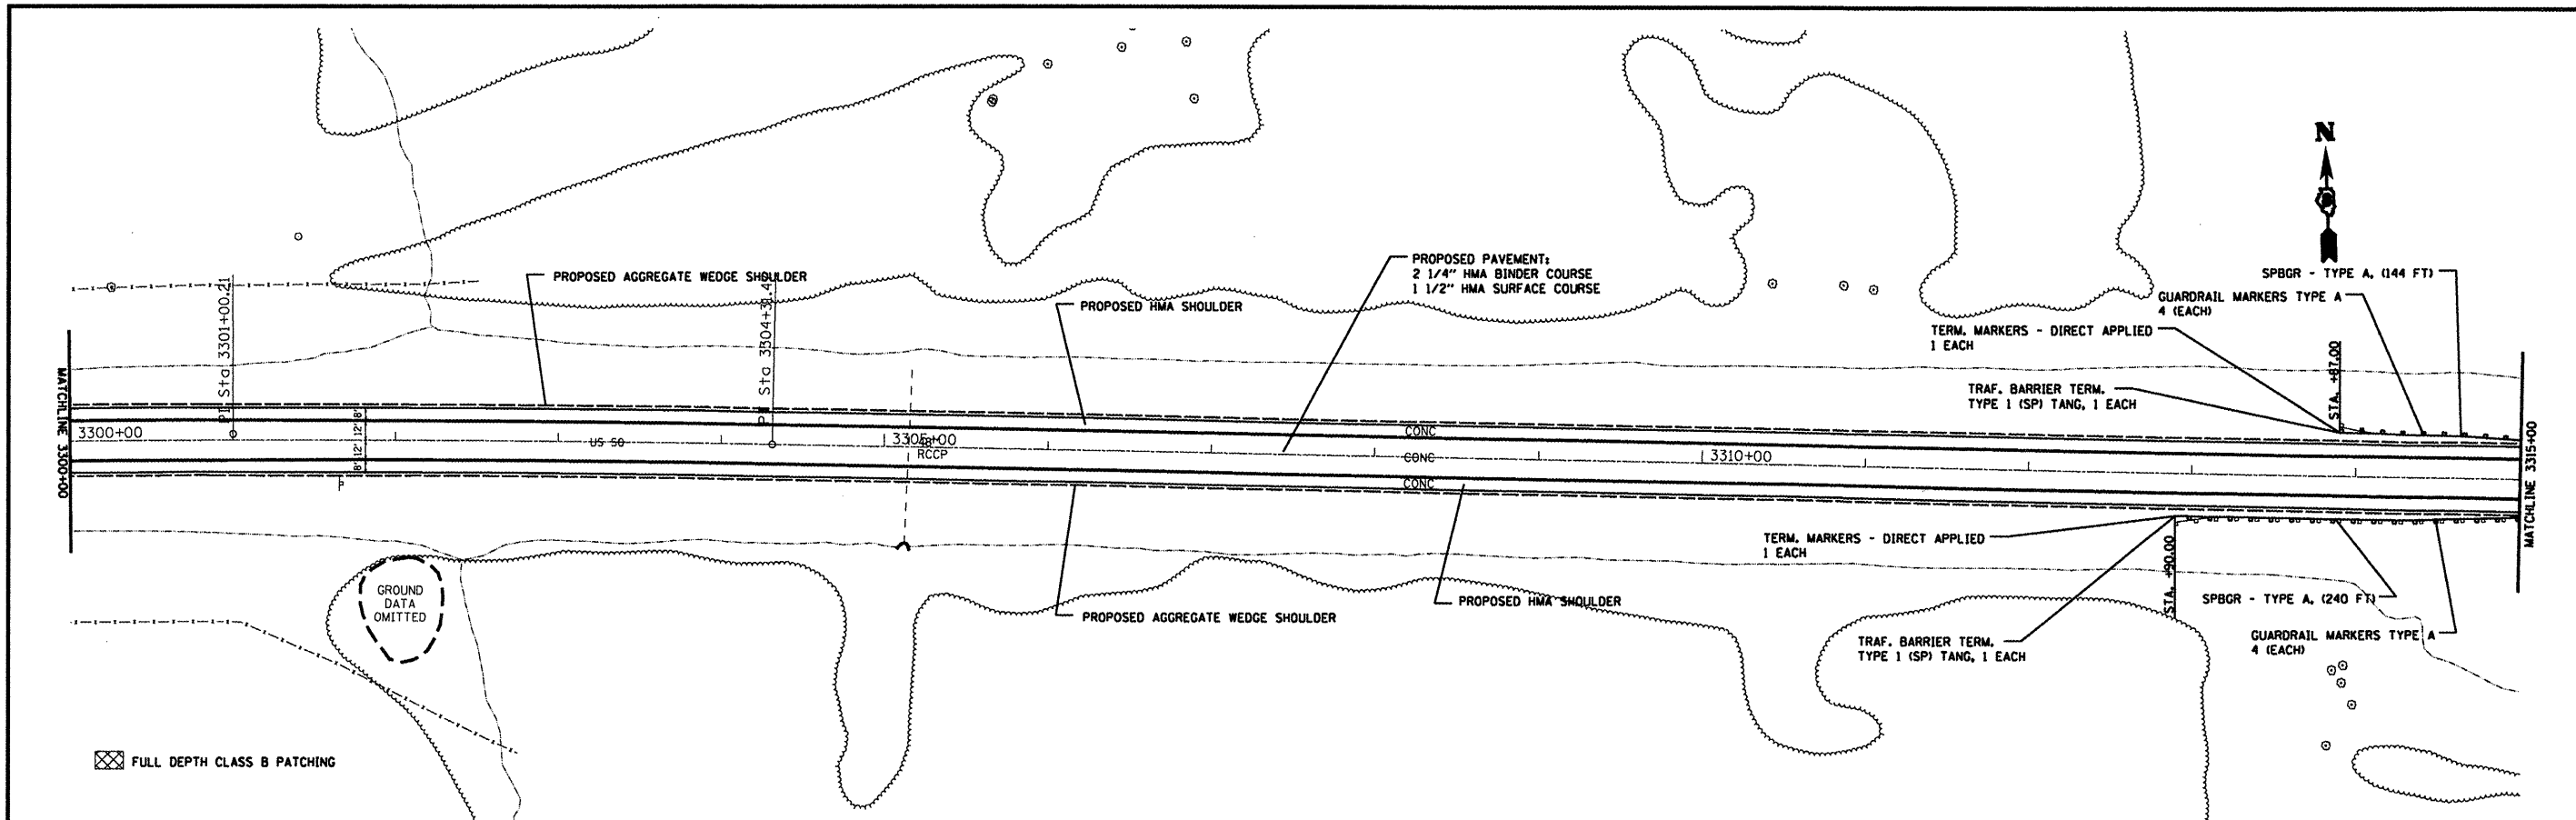 N
PROPOSED AGGREGATE WEDGE SHOULDER
PROPOSED HMA SHOULDER
PROPOSED PAVEMENT:
2 1/4" HMA BINDER COURSE
1 1/2" HMA SURFACE COURSE
SPBGR - TYPE A, (144 FT)
GUARDRAIL MARKERS TYPE A
4 (EACH)
TERM. MARKERS - DIRECT APPLIED
1 EACH
TRAF. BARRIER TERM.
TYPE 1 (SP) TANG, 1 EACH
STA. +87.00
PI Sta 3301+00.21
PI Sta 3304+31.4
MATCHLINE 3300+00
3300+00
8' 12' 12' 8'
US 50
3305+00
RCCP
CONC
CONC
CONC
3310+00
MATCHLINE 3315+00
P
TERM. MARKERS - DIRECT APPLIED
1 EACH
STA. +90.00
GROUND
DATA
OMITTED
PROPOSED AGGREGATE WEDGE SHOULDER
PROPOSED HMA SHOULDER
SPBGR - TYPE A, (240 FT)
TRAF. BARRIER TERM.
TYPE 1 (SP) TANG, 1 EACH
GUARDRAIL MARKERS TYPE A
4 (EACH)
FULL DEPTH CLASS B PATCHING